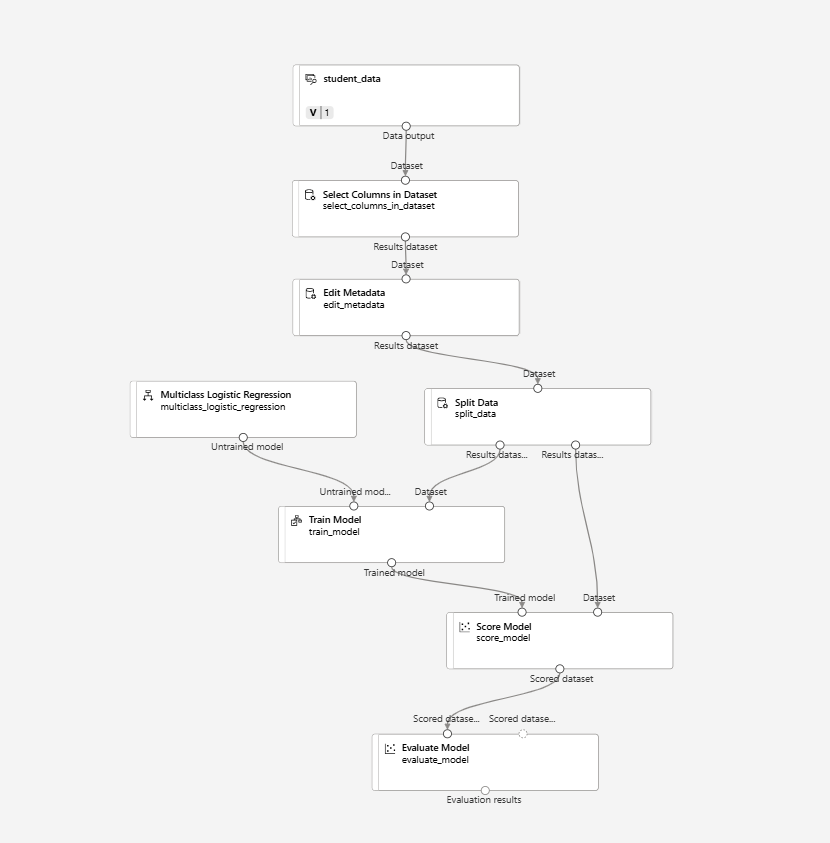 student_data
V 1
Data output
Dataset
Select Columns in Dataset
select_columns_in_dataset
Results dataset
Dataset
Edit Metadata
edit_metadata
Results dataset
Dataset
Multiclass Logistic Regression
multiclass_logistic_regression
Untrained model
Split Data
split_data
Results datas... Results datas...
Untrained mod... Dataset
Train Model
train_model
Trained model
Trained model Dataset
Score Model
score_model
Scored dataset
Scored datase... Scored datase...
Evaluate Model
evaluate_model
Evaluation results